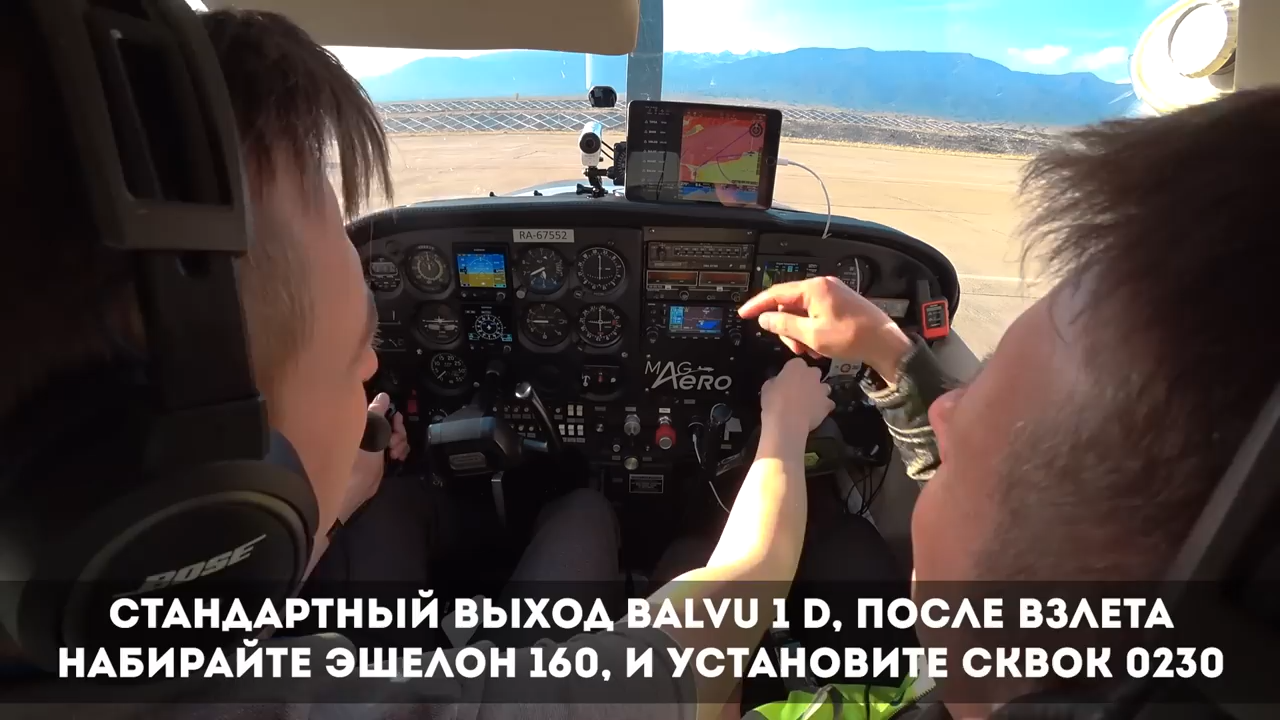 RA-67552
MAG
AERO
BOSE
СТАНДАРТНЫЙ ВЫХОД BALVU 1 D, ПОСЛЕ ВЗЛЕТА
НАБИРАЙТЕ ЭШЕЛОН 160, И УСТАНОВИТЕ СКВОК 0230